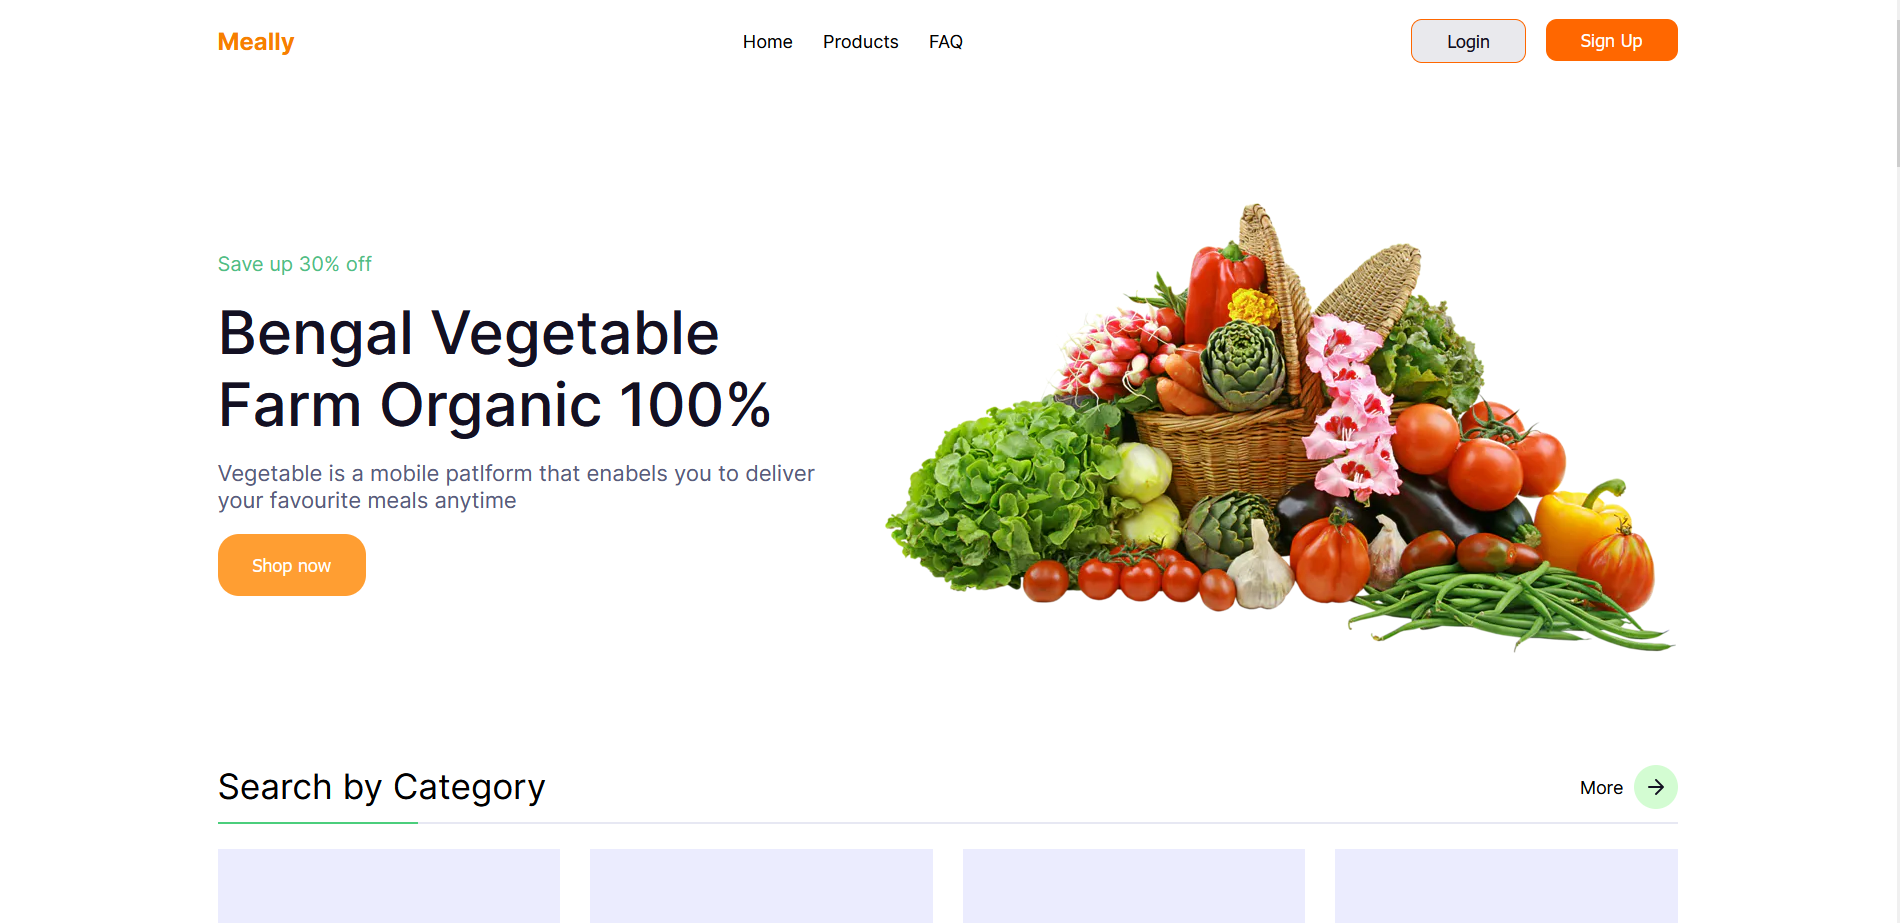 Meally
Home Products FAQ
Login Sign Up
Save up 30% off
Bengal Vegetable
Farm Organic 100%
Vegetable is a mobile patlform that enabels you to deliver
your favourite meals anytime
Shop now
Search by Category
More